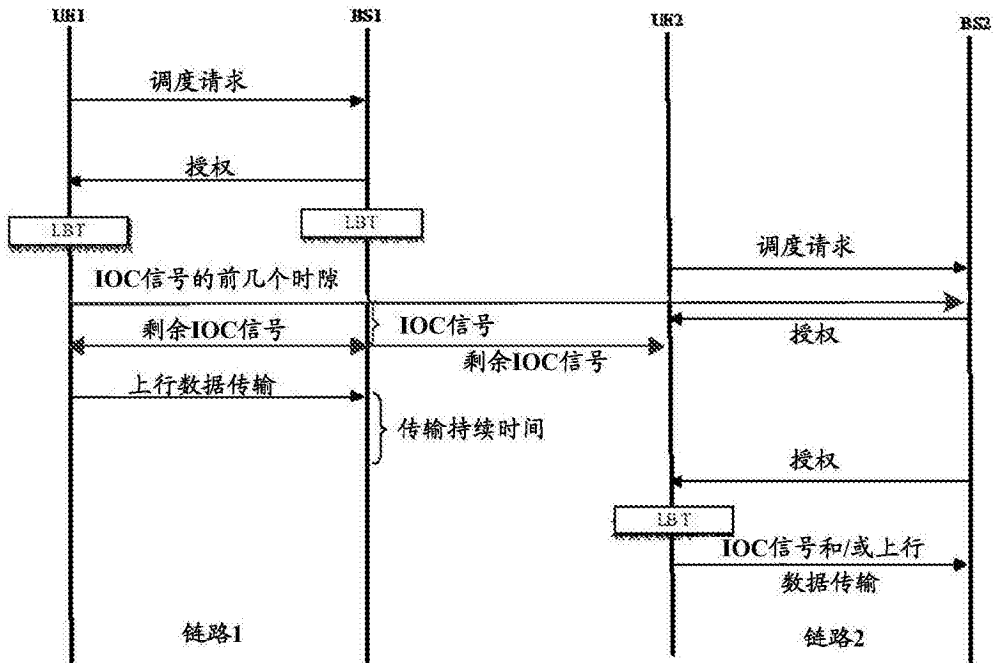 UE1
BS1
UE2
BS2
调度请求
授权
LBT
LBT
调度请求
IOC信号的前几个时隙
剩余IOC信号
IOC信号
授权
剩余IOC信号
上行数据传输
传输持续时间
授权
LBT
IOC信号和/或上行
数据传输
链路1
链路2